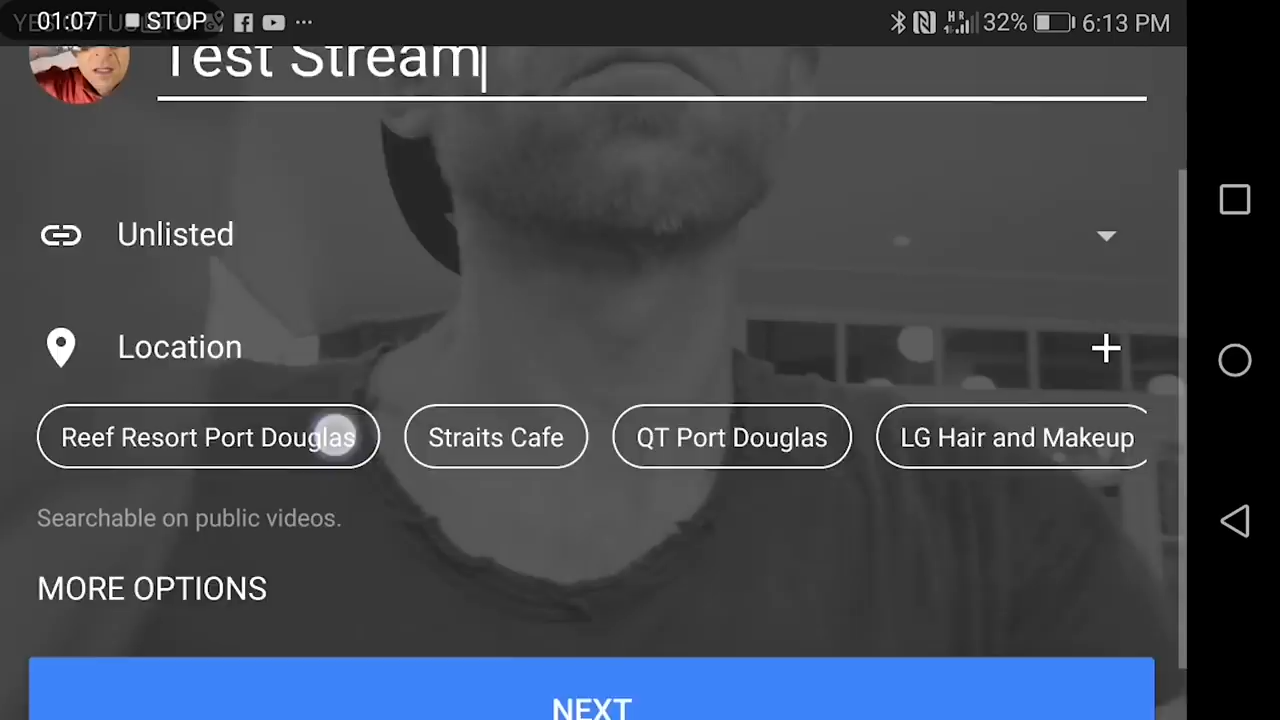 01:07 STOP 32% 6:13 PM
Test Stream
Unlisted
Location
Reef Resort Port Douglas Straits Cafe QT Port Douglas LG Hair and Makeup
Searchable on public videos.
MORE OPTIONS
NEXT